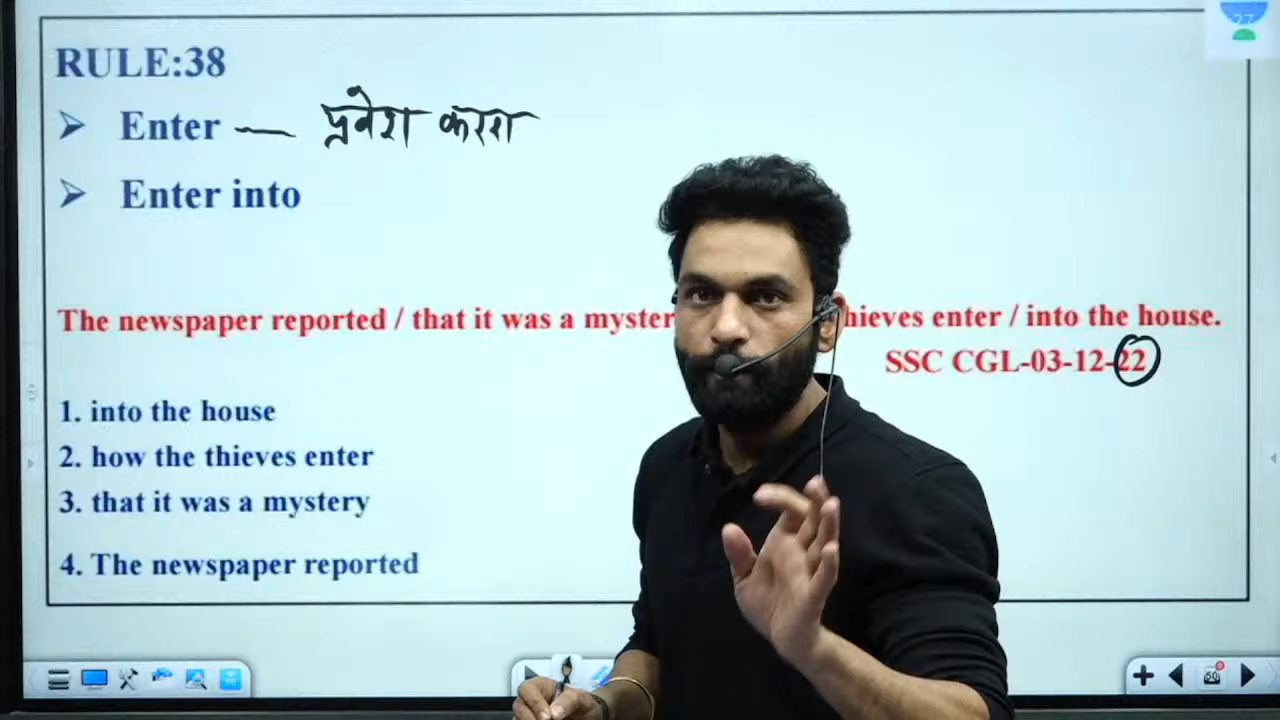 27
RULE:38
➤ Enter — प्रवेश करना
➤ Enter into
The newspaper reported / that it was a myster hieves enter / into the house.
SSC CGL-03-12-22
1. into the house
2. how the thieves enter
3. that it was a mystery
4. The newspaper reported